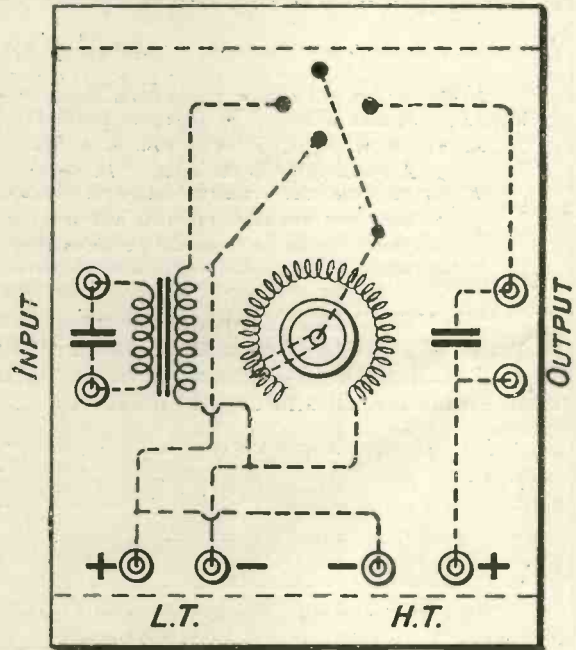 INPUT
OUTPUT
+ − − +
L.T. H.T.